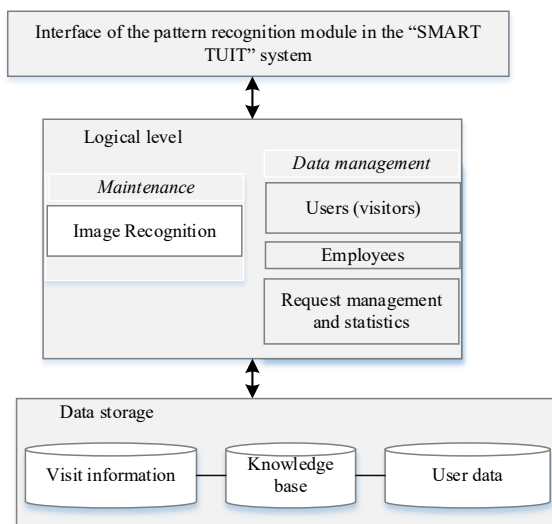 Interface of the pattern recognition module in the “SMART
TUIT” system
Logical level
Maintenance
Image Recognition
Data management
Users (visitors)
Employees
Request management
and statistics
Data storage
Visit information
Knowledge
base
User data